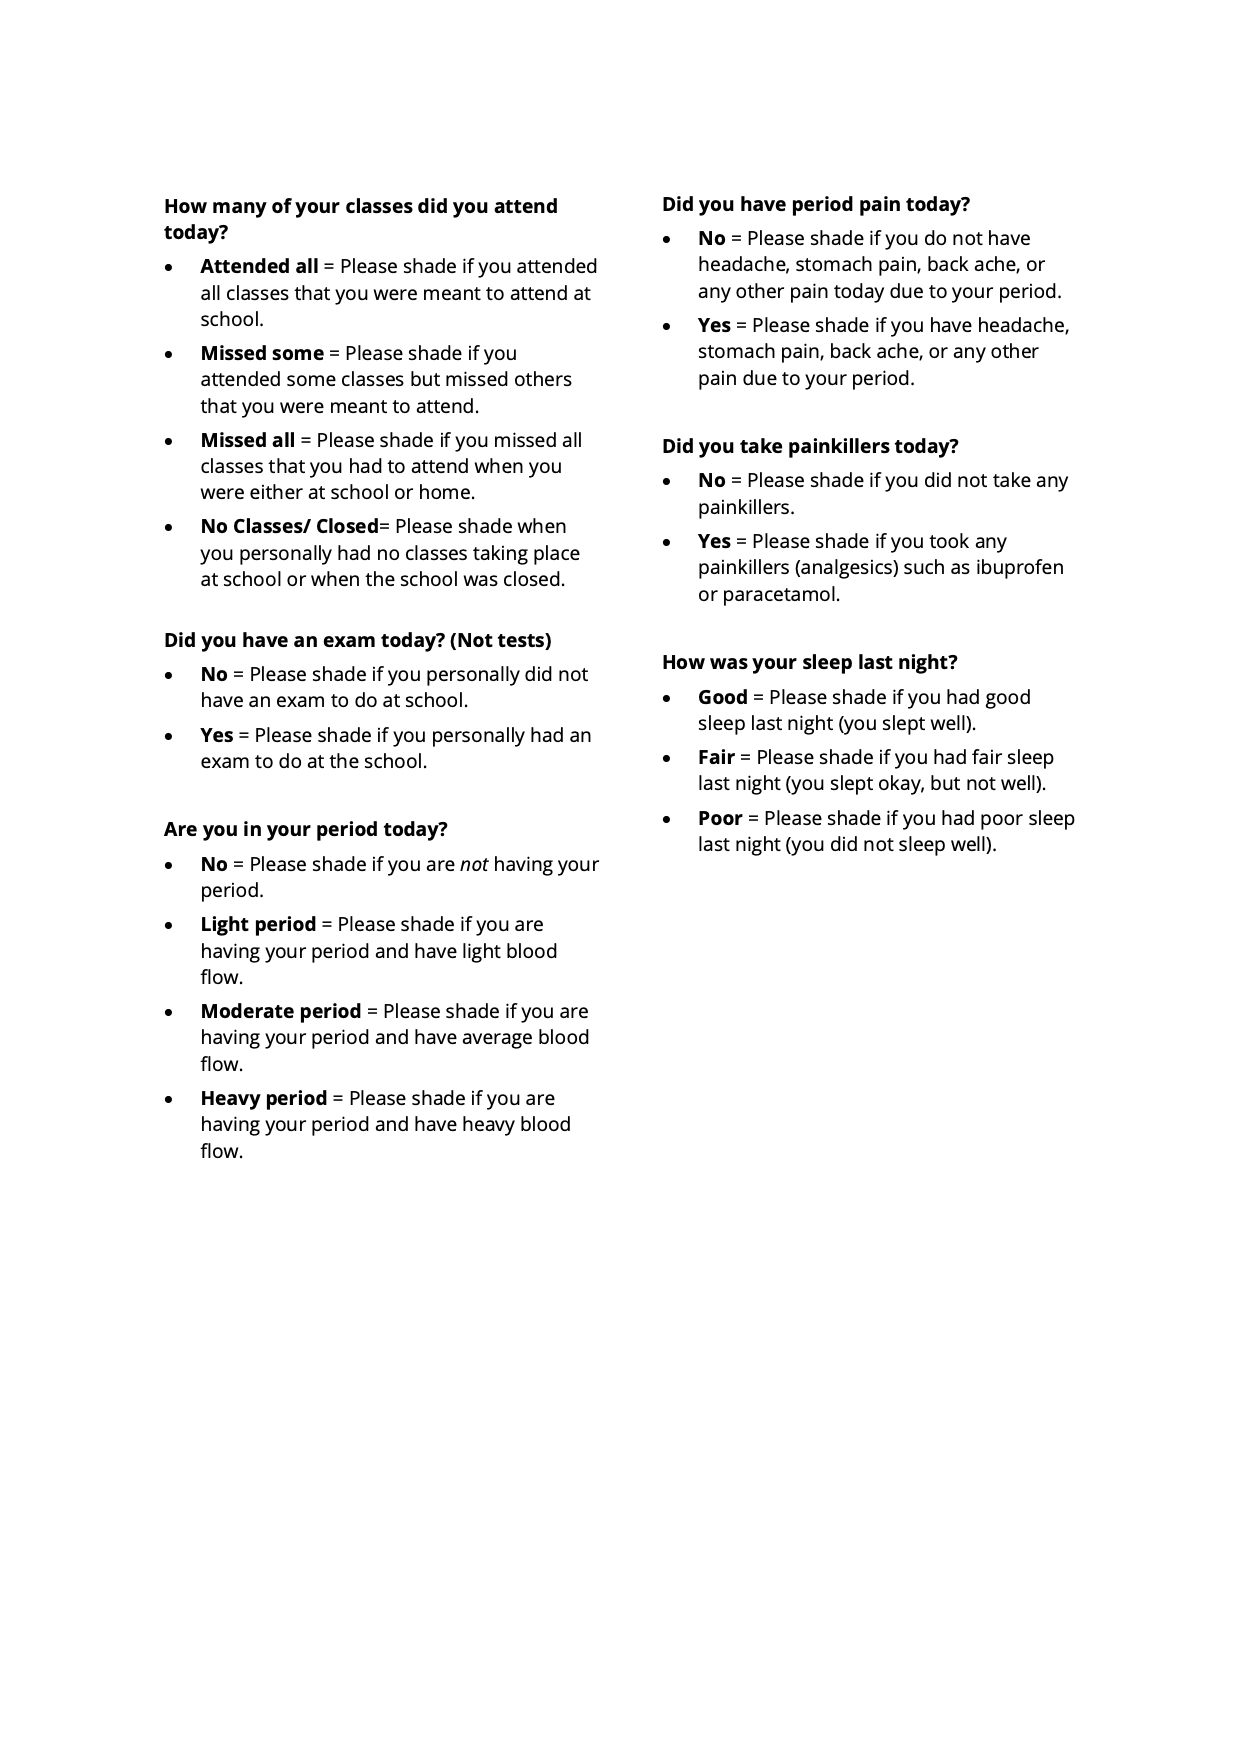 How many of your classes did you attend
today?
• Attended all = Please shade if you attended
all classes that you were meant to attend at
school.
• Missed some = Please shade if you
attended some classes but missed others
that you were meant to attend.
• Missed all = Please shade if you missed all
classes that you had to attend when you
were either at school or home.
• No Classes/ Closed= Please shade when
you personally had no classes taking place
at school or when the school was closed.
Did you have an exam today? (Not tests)
• No = Please shade if you personally did not
have an exam to do at school.
• Yes = Please shade if you personally had an
exam to do at the school.
Are you in your period today?
• No = Please shade if you are not having your
period.
• Light period = Please shade if you are
having your period and have light blood
flow.
• Moderate period = Please shade if you are
having your period and have average blood
flow.
• Heavy period = Please shade if you are
having your period and have heavy blood
flow.
Did you have period pain today?
• No = Please shade if you do not have
headache, stomach pain, back ache, or
any other pain today due to your period.
• Yes = Please shade if you have headache,
stomach pain, back ache, or any other
pain due to your period.
Did you take painkillers today?
• No = Please shade if you did not take any
painkillers.
• Yes = Please shade if you took any
painkillers (analgesics) such as ibuprofen
or paracetamol.
How was your sleep last night?
• Good = Please shade if you had good
sleep last night (you slept well).
• Fair = Please shade if you had fair sleep
last night (you slept okay, but not well).
• Poor = Please shade if you had poor sleep
last night (you did not sleep well).